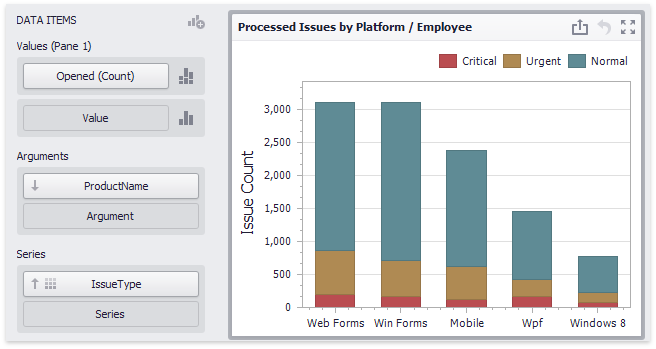 DATA ITEMS
Values (Pane 1)
Opened (Count)
Value
Arguments
ProductName
Argument
Series
IssueType
Series
Processed Issues by Platform / Employee
Critical Urgent Normal
Issue Count
3,000
2,500
2,000
1,500
1,000
500
0
Web Forms Win Forms Mobile Wpf Windows 8